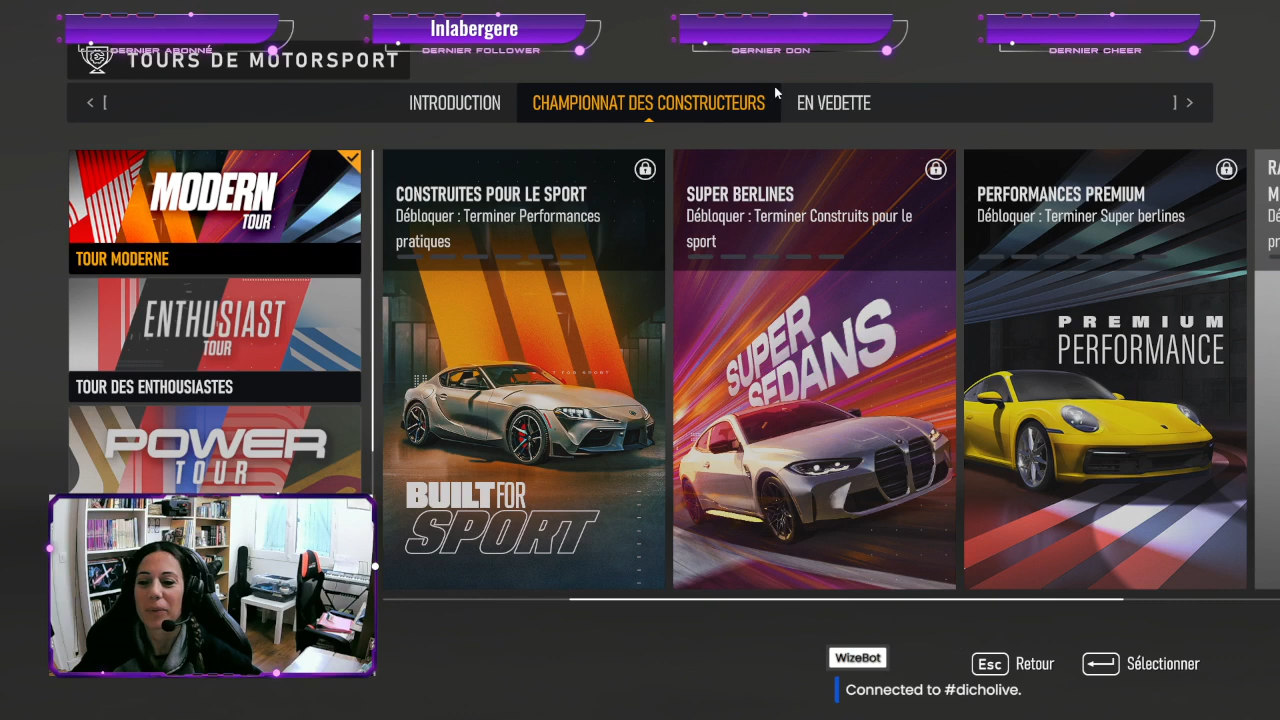 Inlabergere
DERNIER ABONNÉ
DERNIER FOLLOWER
DERNIER DON
DERNIER CHEER
TOURS DE MOTORSPORT
INTRODUCTION
CHAMPIONNAT DES CONSTRUCTEURS
EN VEDETTE
MODERN
TOUR
TOUR MODERNE
ENTHUSIAST
TOUR
TOUR DES ENTHOUSIASTES
POWER
TOUR
CONSTRUITES POUR LE SPORT
Débloquer : Terminer Performances
pratiques
BUILT FOR
SPORT
SUPER BERLINES
Débloquer : Terminer Construits pour le
sport
SUPER
SEDANS
PERFORMANCES PREMIUM
Débloquer : Terminer Super berlines
PREMIUM
PERFORMANCE
WizeBot
Connected to #dicholive.
Esc Retour
Sélectionner